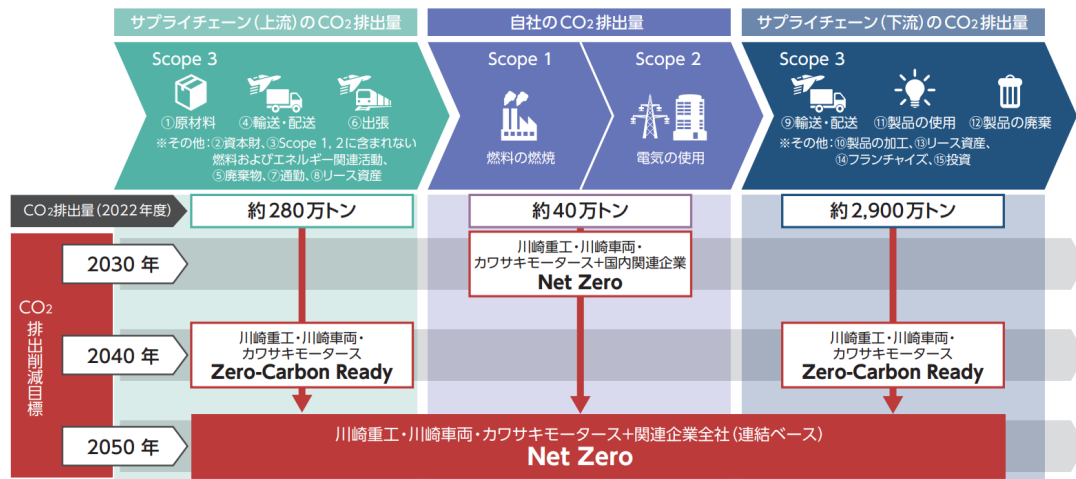 サプライチェーン（上流）のCO₂排出量
自社のCO₂排出量
サプライチェーン（下流）のCO₂排出量
Scope 3
①原材料
④輸送・配送
⑥出張
※その他：②資本財、③Scope 1, 2に含まれない
燃料およびエネルギー関連活動、
⑤廃棄物、⑦通勤、⑧リース資産
Scope 1
燃料の燃焼
Scope 2
電気の使用
Scope 3
⑨輸送・配送
⑪製品の使用
⑫製品の廃棄
※その他：⑩製品の加工、⑬リース資産、
⑭フランチャイズ、⑮投資
CO₂排出量（2022年度）
約280万トン
約40万トン
約2,900万トン
CO₂排出削減目標
2030 年
川崎重工・川崎車両・
カワサキモータース＋国内関連企業
Net Zero
2040 年
川崎重工・川崎車両・
カワサキモータース
Zero-Carbon Ready
川崎重工・川崎車両・
カワサキモータース
Zero-Carbon Ready
2050 年
川崎重工・川崎車両・カワサキモータース＋関連企業全社（連結ベース）
Net Zero